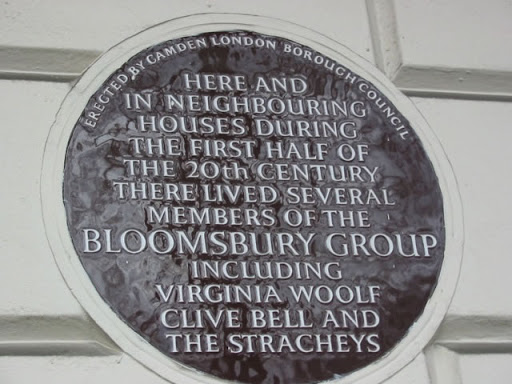 ERECTED BY CAMDEN LONDON BOROUGH COUNCIL
HERE AND
IN NEIGHBOURING
HOUSES DURING
THE FIRST HALF OF
THE 20th CENTURY
THERE LIVED SEVERAL
MEMBERS OF THE
BLOOMSBURY GROUP
INCLUDING
VIRGINIA WOOLF
CLIVE BELL AND
THE STRACHEYS